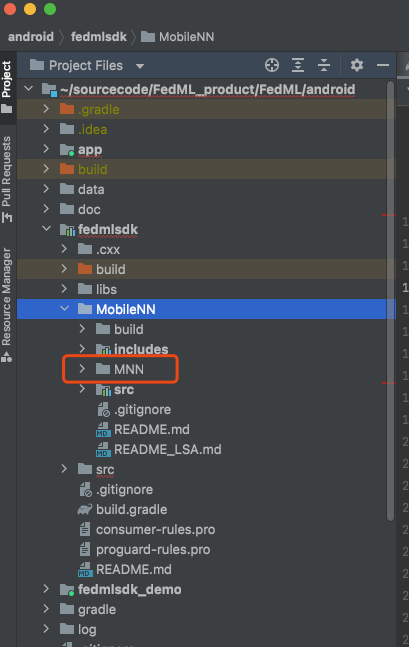 android > fedmlsdk > MobileNN
Project
Pull Requests
Resource Manager
Project Files
~/sourcecode/FedML_product/FedML/android
.gradle
.idea
app
build
data
doc
fedmlsdk
.cxx
build
libs
MobileNN
build
includes
MNN
src
.gitignore
README.md
README_LSA.md
src
.gitignore
build.gradle
consumer-rules.pro
proguard-rules.pro
README.md
fedmlsdk_demo
gradle
log